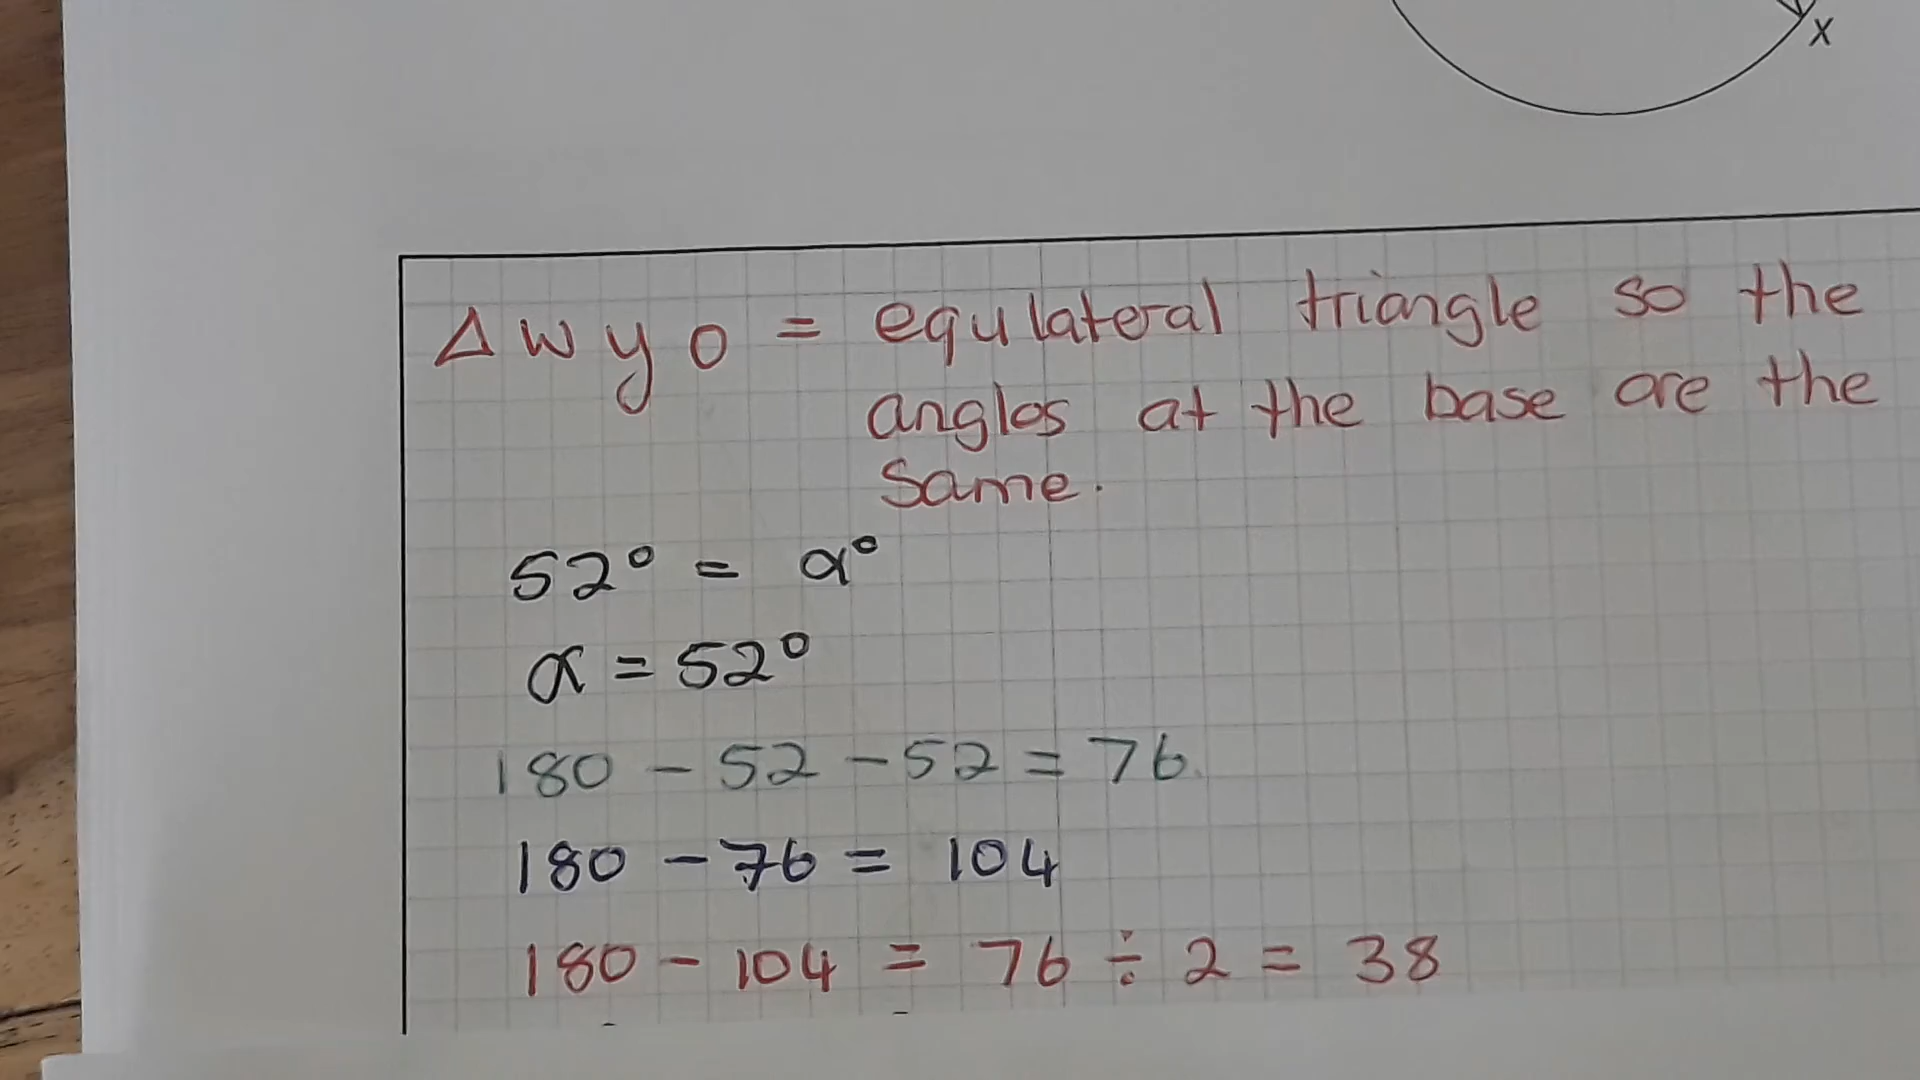 X
Δ w y o = equlateral triangle so the
angles at the base are the
same.
52° = α°
α = 52°
180 - 52 - 52 = 76
180 - 76 = 104
180 - 104 = 76 ÷ 2 = 38